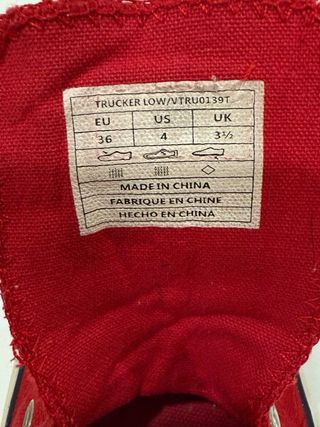 TRUCKER LOW/VTRU0139T
EU US UK
36 4 3½
MADE IN CHINA
FABRIQUE EN CHINE
HECHO EN CHINA